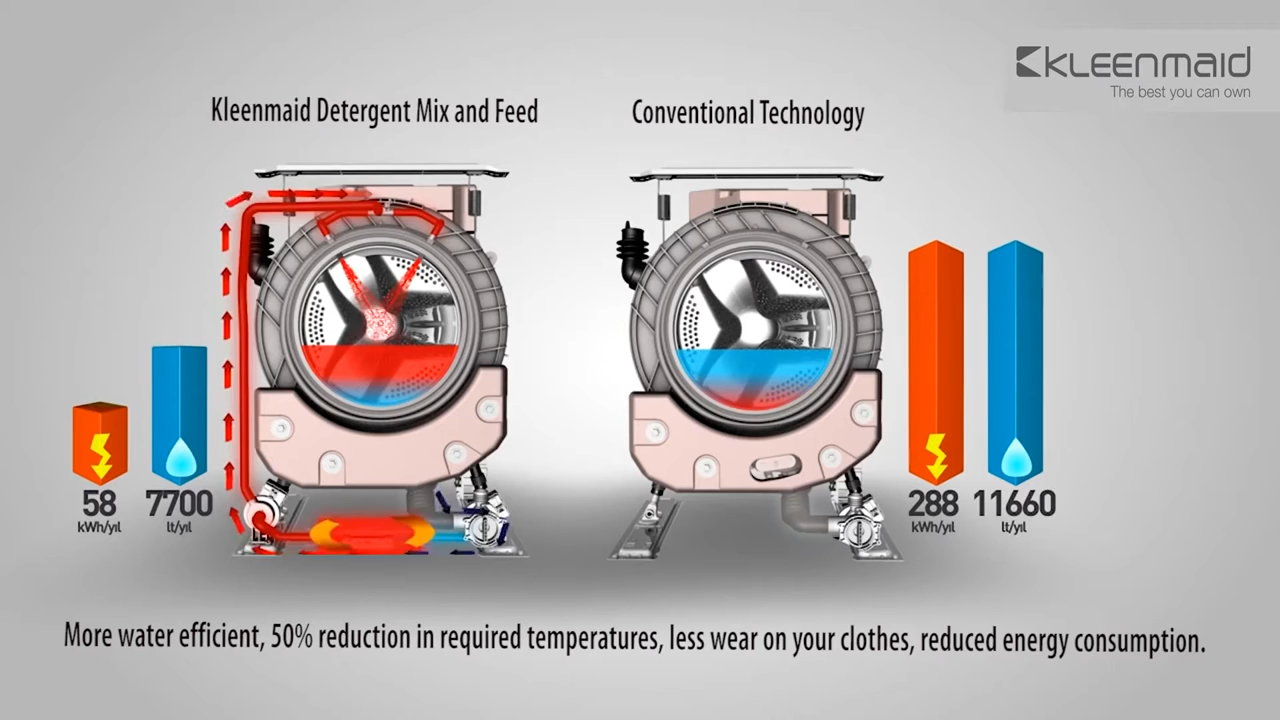 KLEENMAID
The best you can own
Kleenmaid Detergent Mix and Feed
Conventional Technology
58
kWh/yıl
7700
lt/yıl
288
kWh/yıl
11660
lt/yıl
More water efficient, 50% reduction in required temperatures, less wear on your clothes, reduced energy consumption.